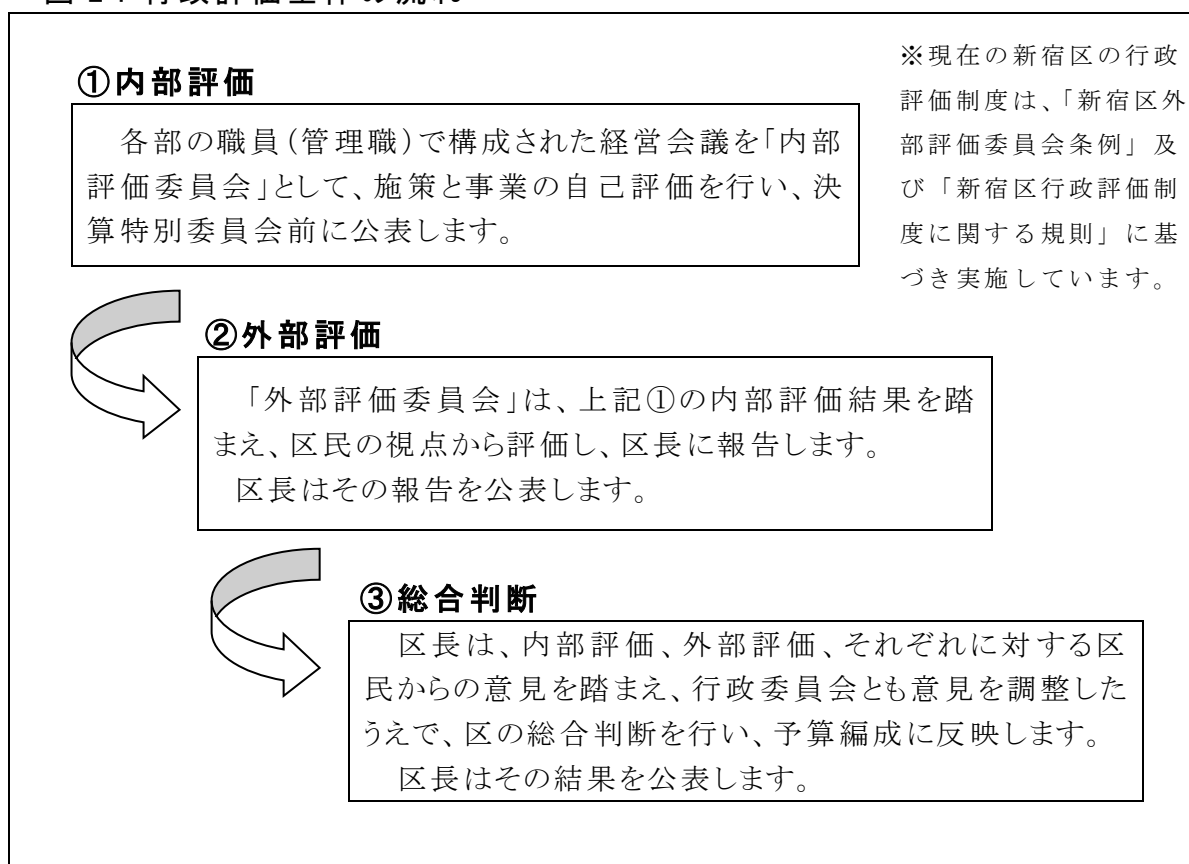 ①内部評価
各部の職員(管理職)で構成された経営会議を「内部
評価委員会」として、施策と事業の自己評価を行い、決
算特別委員会前に公表します。
※現在の新宿区の行政
評価制度は、「新宿区外
部評価委員会条例」及
び「新宿区行政評価制
度に関する規則」に基
づき実施しています。
②外部評価
「外部評価委員会」は、上記①の内部評価結果を踏
まえ、区民の視点から評価し、区長に報告します。
区長はその報告を公表します。
③総合判断
区長は、内部評価、外部評価、それぞれに対する区
民からの意見を踏まえ、行政委員会とも意見を調整した
うえで、区の総合判断を行い、予算編成に反映します。
区長はその結果を公表します。